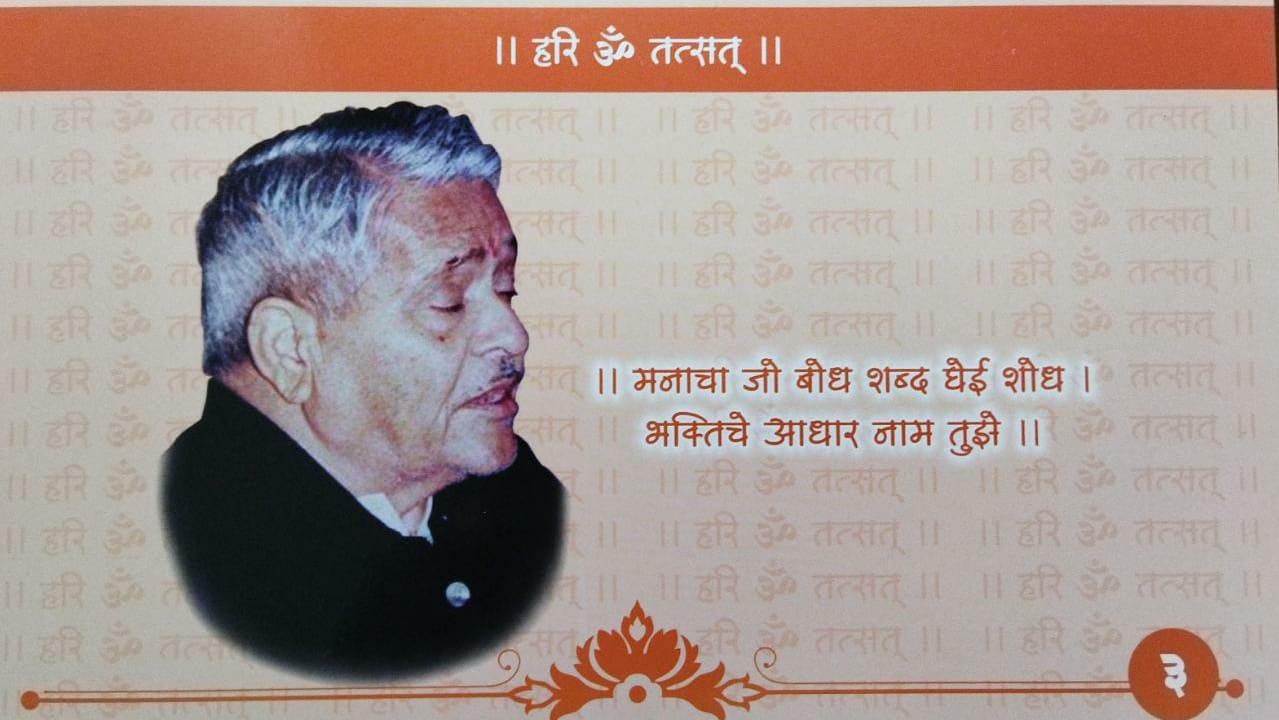 ।। हरि ॐ तत्सत् ।।
।। मनाचा जो बोध शब्द घेई शोध ।
भक्तिचे आधार नाम तुझे ।।
३